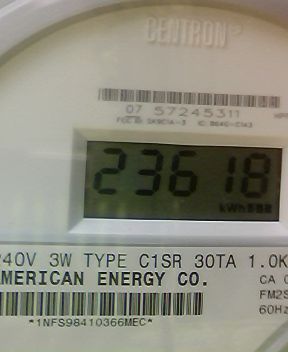 CENTRON®
07 57245311
23618
kWh
240V 3W TYPE C1SR 30TA 1.0K
AMERICAN ENERGY CO.
CA 0
FM2S
60Hz
*1NFS98410366MEC*